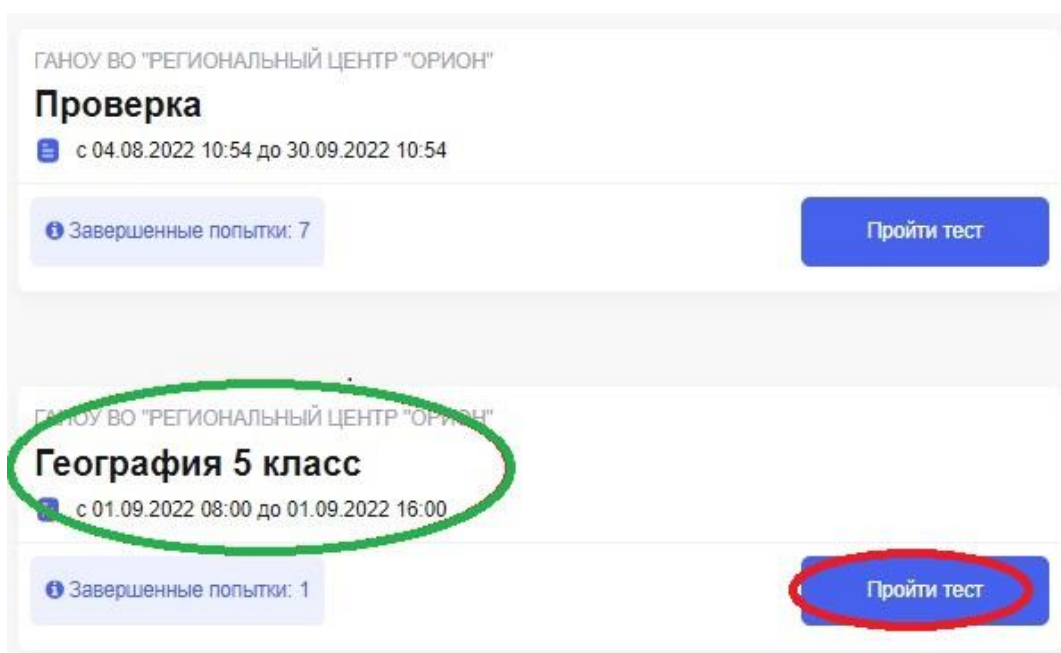 ГАНОУ ВО "РЕГИОНАЛЬНЫЙ ЦЕНТР "ОРИОН"
Проверка
с 04.08.2022 10:54 до 30.09.2022 10:54
Завершенные попытки: 7
Пройти тест
ГАНОУ ВО "РЕГИОНАЛЬНЫЙ ЦЕНТР "ОРИОН"
География 5 класс
с 01.09.2022 08:00 до 01.09.2022 16:00
Завершенные попытки: 1
Пройти тест